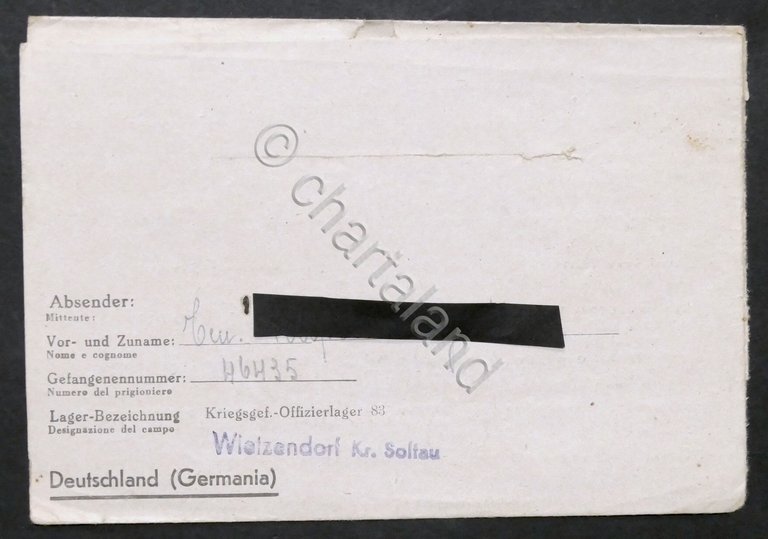 © chartaland
Absender:
Mittente:
Vor- und Zuname: Ten.
Nome e cognome
Gefangenennummer: 46435
Numero del prigioniero
Lager-Bezeichnung Kriegsgef.-Offizierlager 83
Designazione del campo
Wietzendorf Kr. Soltau
Deutschland (Germania)